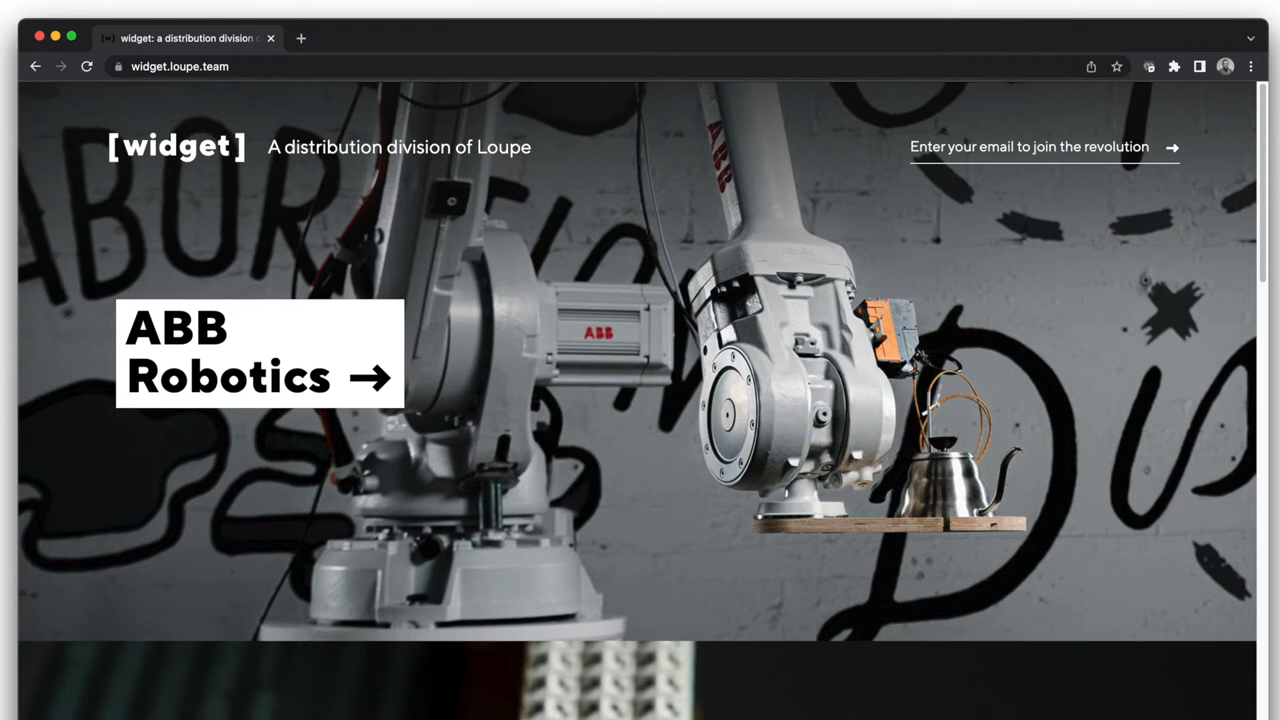 widget: a distribution division
widget.loupe.team
[widget] A distribution division of Loupe
Enter your email to join the revolution →
ABB
ABB
ABB
Robotics →